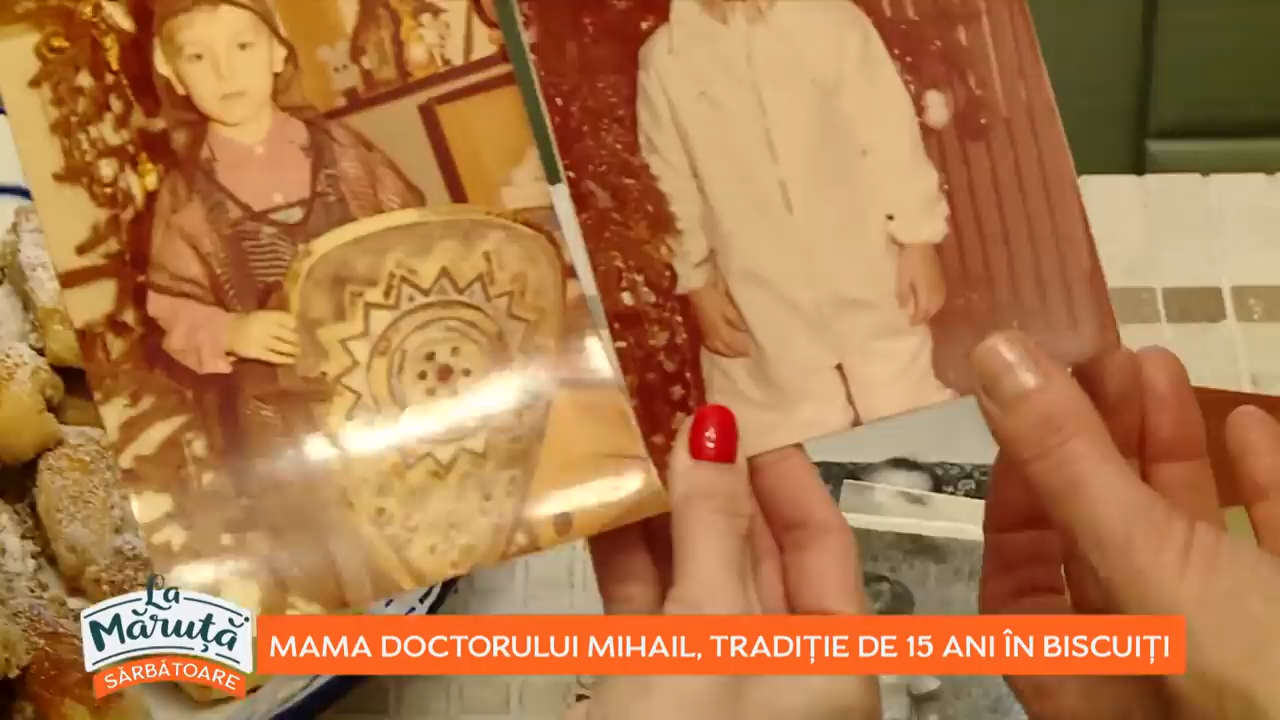 La
Măruță
SĂRBĂTOARE
MAMA DOCTORULUI MIHAIL, TRADIȚIE DE 15 ANI ÎN BISCUIȚI